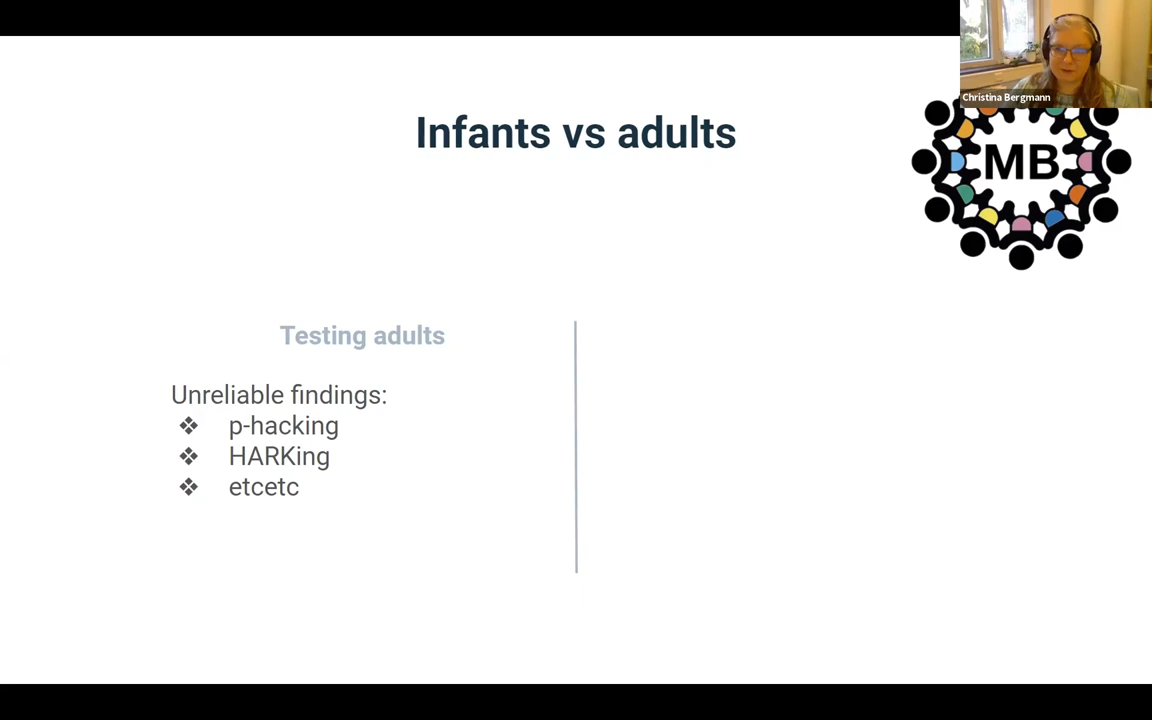 Christina Bergmann
Infants vs adults
MB
Testing adults
Unreliable findings:
❖ p-hacking
❖ HARKing
❖ etcetc